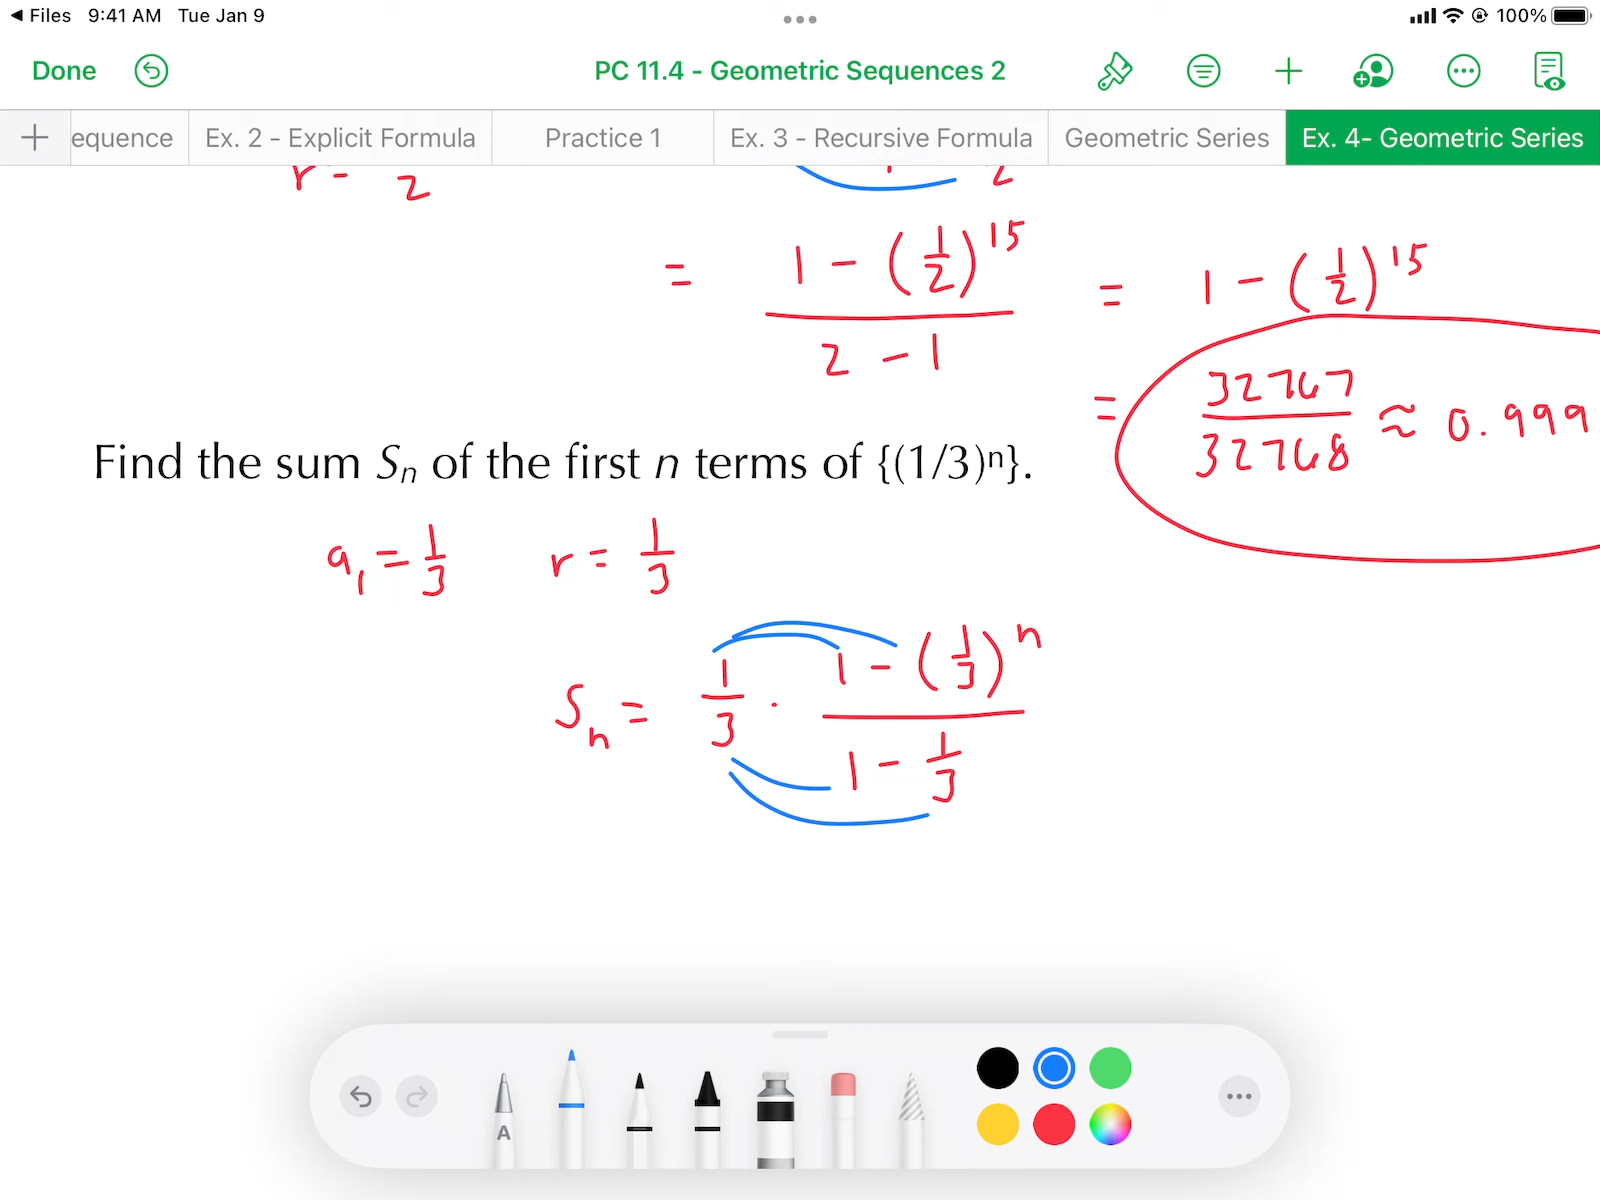 Files 9:41 AM Tue Jan 9 100%
Done PC 11.4 - Geometric Sequences 2
equence Ex. 2 - Explicit Formula Practice 1 Ex. 3 - Recursive Formula Geometric Series Ex. 4- Geometric Series
r = 2 1 2
= (1 - (1/2)^15)/(2 - 1) = 1 - (1/2)^15
= 32767/32768 ≈ 0.999
Find the sum Sₙ of the first n terms of {(1/3)ⁿ}.
a₁ = 1/3 r = 1/3
Sₙ = 1/3 · (1 - (1/3)ⁿ)/(1 - 1/3)
A